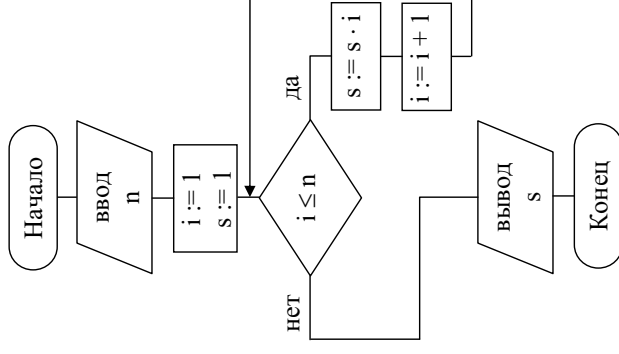 Начало
ввод
n
i := 1
s := 1
i ≤ n
да
s := s · i
i := i + 1
нет
вывод
s
Конец